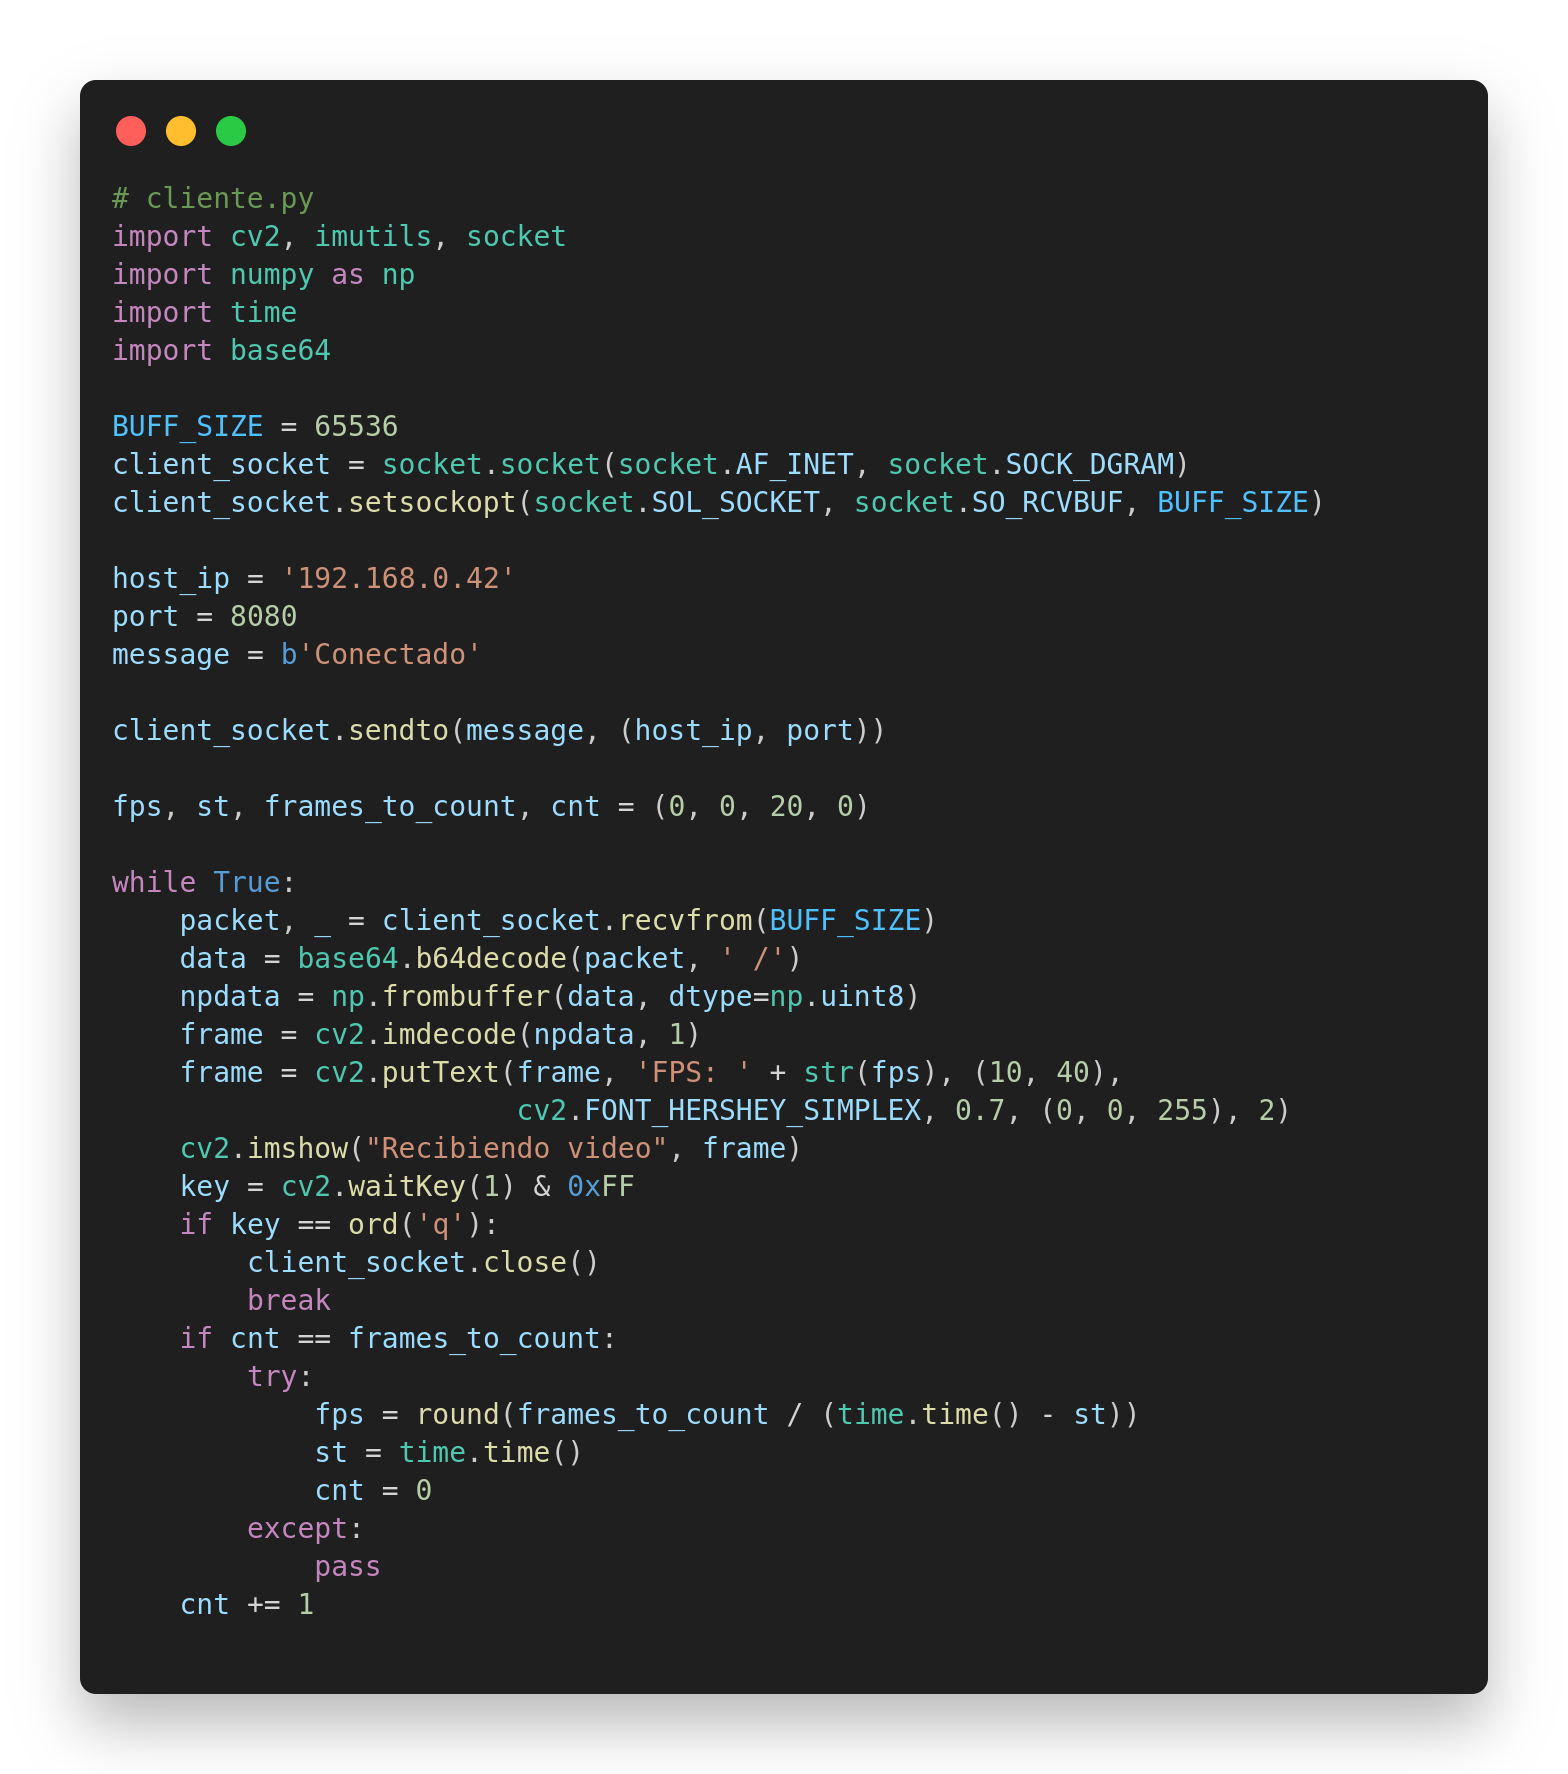 # cliente.py
import cv2, imutils, socket
import numpy as np
import time
import base64

BUFF_SIZE = 65536
client_socket = socket.socket(socket.AF_INET, socket.SOCK_DGRAM)
client_socket.setsockopt(socket.SOL_SOCKET, socket.SO_RCVBUF, BUFF_SIZE)

host_ip = '192.168.0.42'
port = 8080
message = b'Conectado'

client_socket.sendto(message, (host_ip, port))

fps, st, frames_to_count, cnt = (0, 0, 20, 0)

while True:
    packet, _ = client_socket.recvfrom(BUFF_SIZE)
    data = base64.b64decode(packet, ' /')
    npdata = np.frombuffer(data, dtype=np.uint8)
    frame = cv2.imdecode(npdata, 1)
    frame = cv2.putText(frame, 'FPS: ' + str(fps), (10, 40),
                        cv2.FONT_HERSHEY_SIMPLEX, 0.7, (0, 0, 255), 2)
    cv2.imshow("Recibiendo video", frame)
    key = cv2.waitKey(1) & 0xFF
    if key == ord('q'):
        client_socket.close()
        break
    if cnt == frames_to_count:
        try:
            fps = round(frames_to_count / (time.time() - st))
            st = time.time()
            cnt = 0
        except:
            pass
    cnt += 1